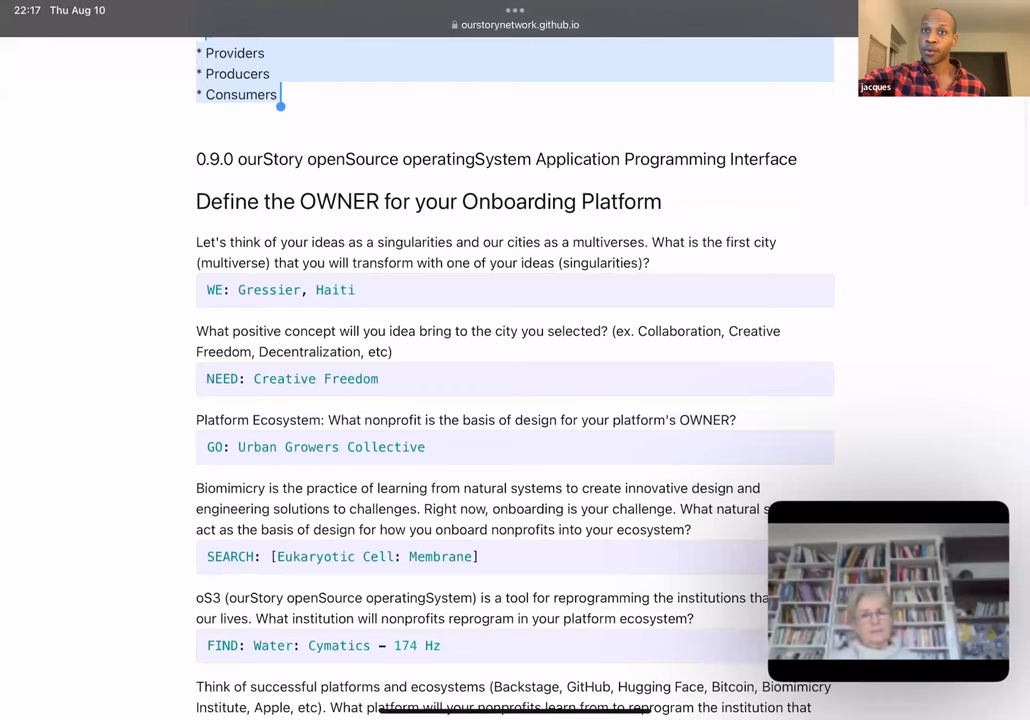 22:17 Thu Aug 10
ourstorynetwork.github.io
jacques
* Providers
* Producers
* Consumers
0.9.0 ourStory openSource operatingSystem Application Programming Interface
Define the OWNER for your Onboarding Platform
Let's think of your ideas as a singularities and our cities as a multiverses. What is the first city
(multiverse) that you will transform with one of your ideas (singularities)?
WE: Gressier, Haiti
What positive concept will you idea bring to the city you selected? (ex. Collaboration, Creative
Freedom, Decentralization, etc)
NEED: Creative Freedom
Platform Ecosystem: What nonprofit is the basis of design for your platform's OWNER?
GO: Urban Growers Collective
Biomimicry is the practice of learning from natural systems to create innovative design and
engineering solutions to challenges. Right now, onboarding is your challenge. What natural
act as the basis of design for how you onboard nonprofits into your ecosystem?
SEARCH: [Eukaryotic Cell: Membrane]
oS3 (ourStory openSource operatingSystem) is a tool for reprogramming the institutions
our lives. What institution will nonprofits reprogram in your platform ecosystem?
FIND: Water: Cymatics – 174 Hz
Think of successful platforms and ecosystems (Backstage, GitHub, Hugging Face, Bitcoin, Biomimicry
Institute, Apple, etc). What platform will your nonprofits learn from to reprogram the institution that